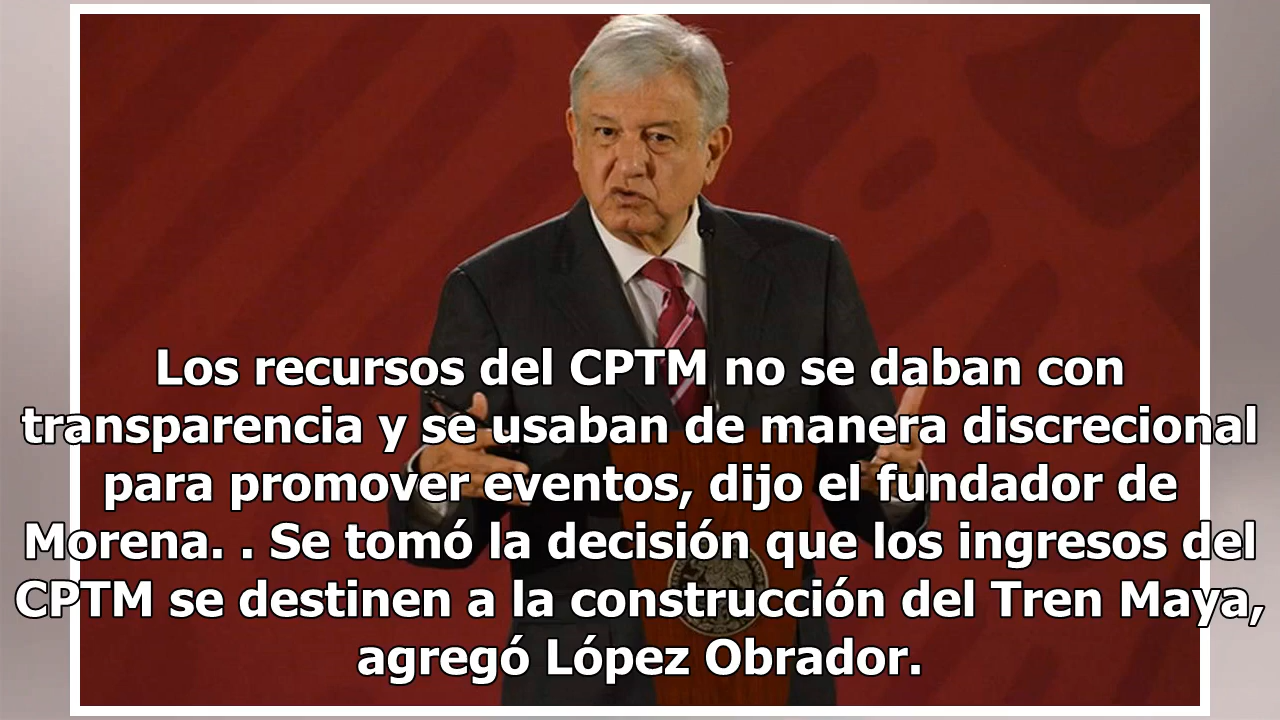 Los recursos del CPTM no se daban con
transparencia y se usaban de manera discrecional
para promover eventos, dijo el fundador de
Morena. . Se tomó la decisión que los ingresos del
CPTM se destinen a la construcción del Tren Maya,
agregó López Obrador.